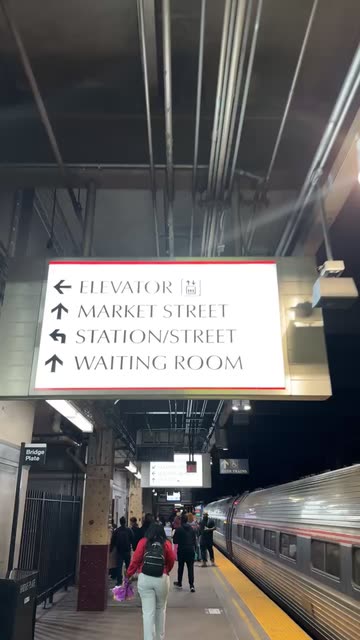 ELEVATOR
MARKET STREET
STATION/STREET
WAITING ROOM
Bridge
Plate